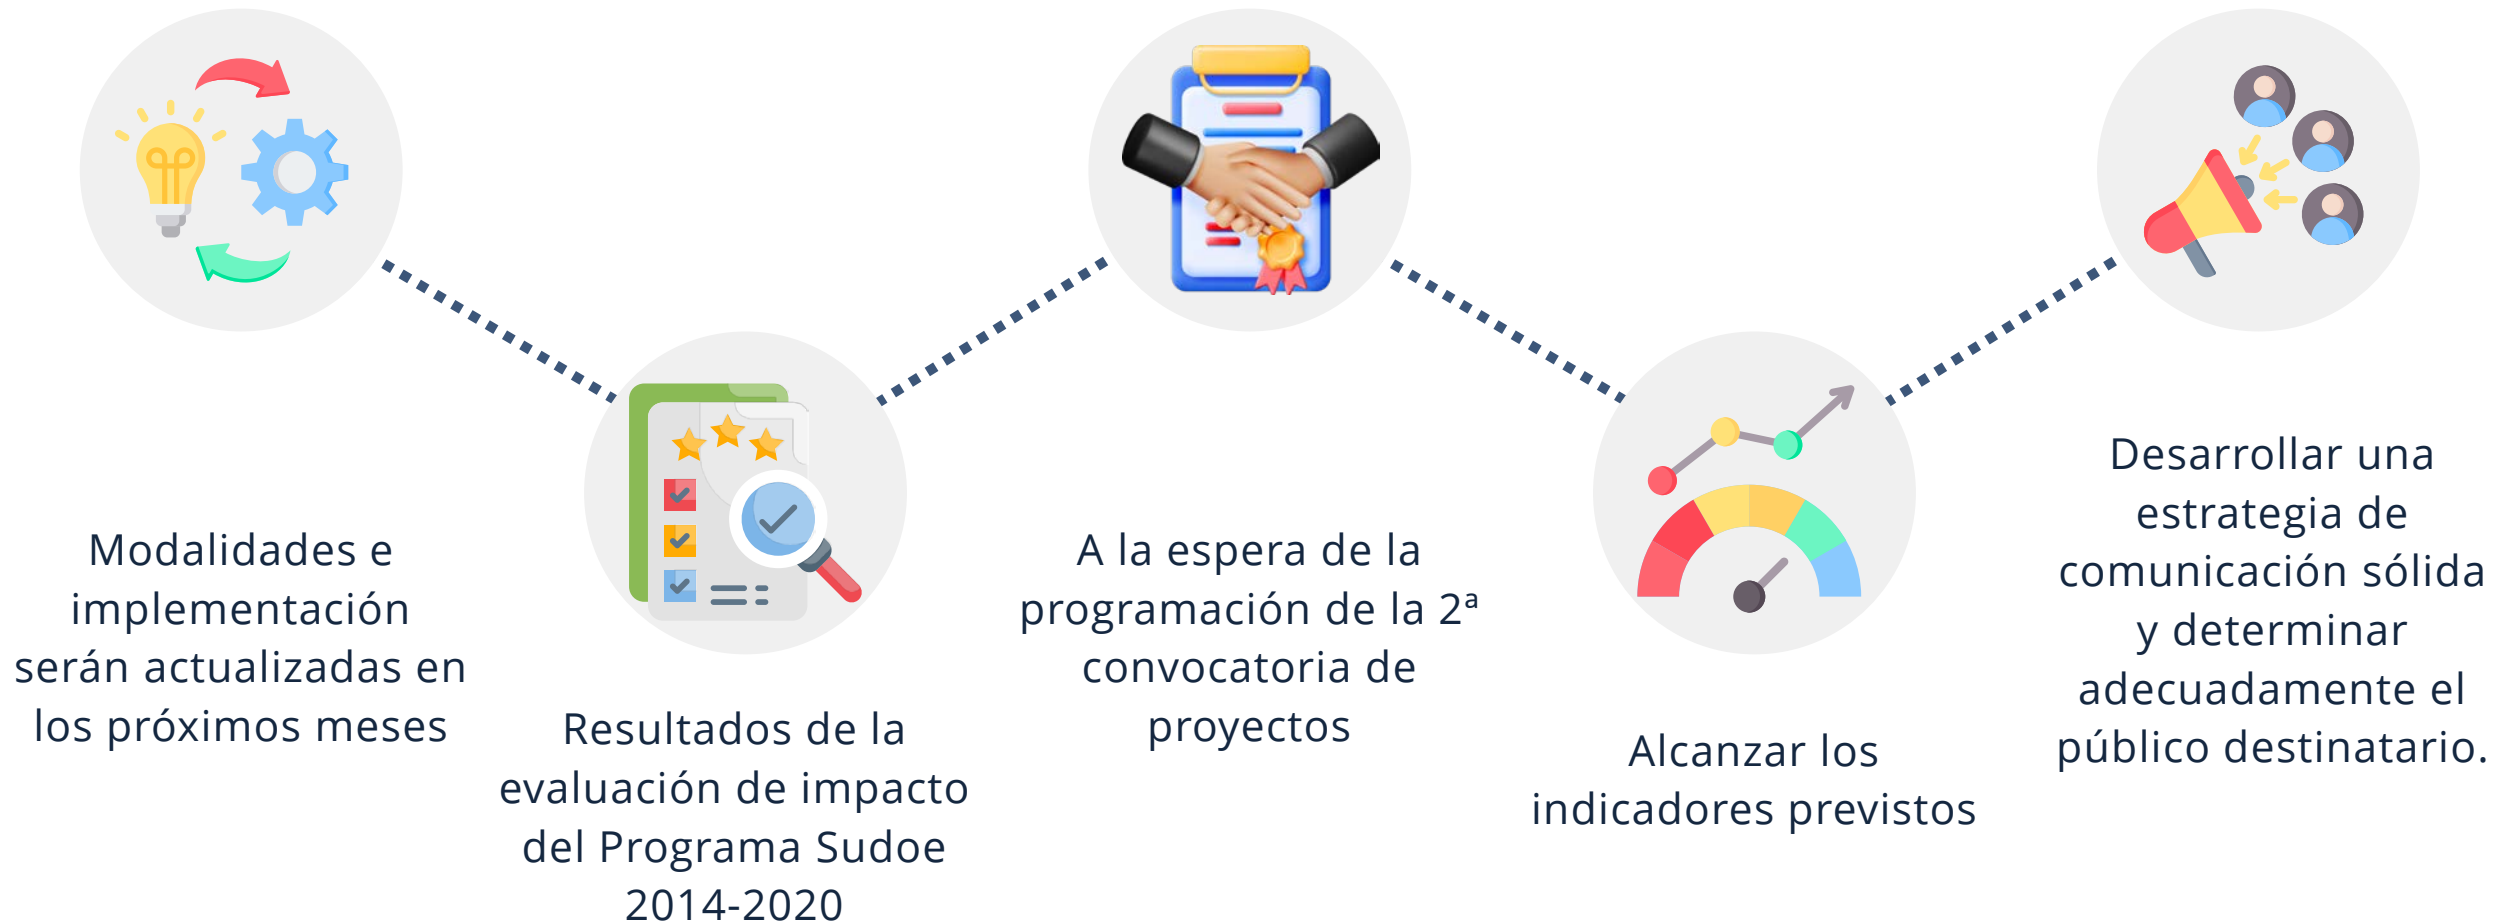 Modalidades e
implementación
serán actualizadas en
los próximos meses
Resultados de la
evaluación de impacto
del Programa Sudoe
2014-2020
A la espera de la
programación de la 2ª
convocatoria de
proyectos
Alcanzar los
indicadores previstos
Desarrollar una
estrategia de
comunicación sólida
y determinar
adecuadamente el
público destinatario.